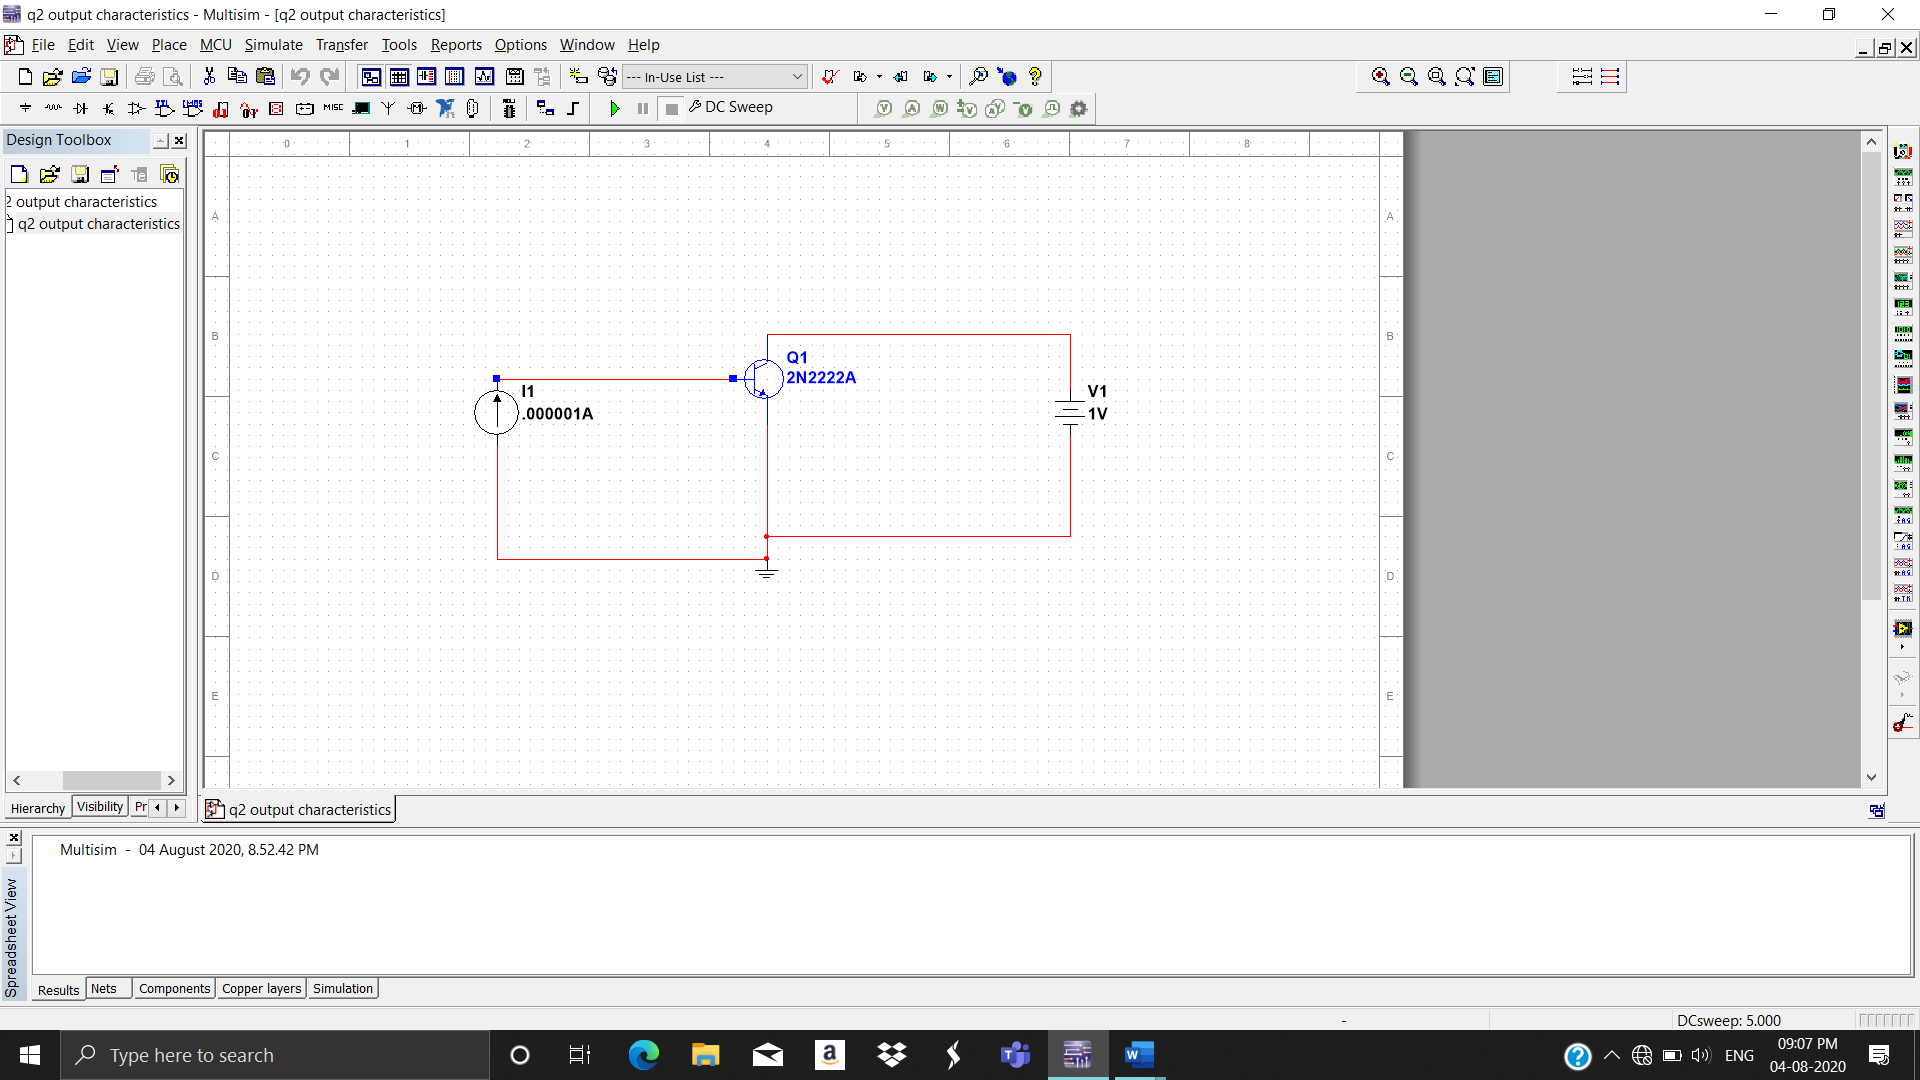 q2 output characteristics - Multisim - [q2 output characteristics]
File Edit View Place MCU Simulate Transfer Tools Reports Options Window Help
--- In-Use List ---
MISC
DC Sweep
Design Toolbox
2 output characteristics
q2 output characteristics
0 1 2 3 4 5 6 7 8
A A
B B
Q1
2N2222A
I1
.000001A
V1
1V
C C
D D
E E
Hierarchy Visibility Pr
q2 output characteristics
Multisim - 04 August 2020, 8.52.42 PM
Spreadsheet View
Results Nets Components Copper layers Simulation
-
DCsweep: 5.000
Type here to search
ENG
09:07 PM
04-08-2020